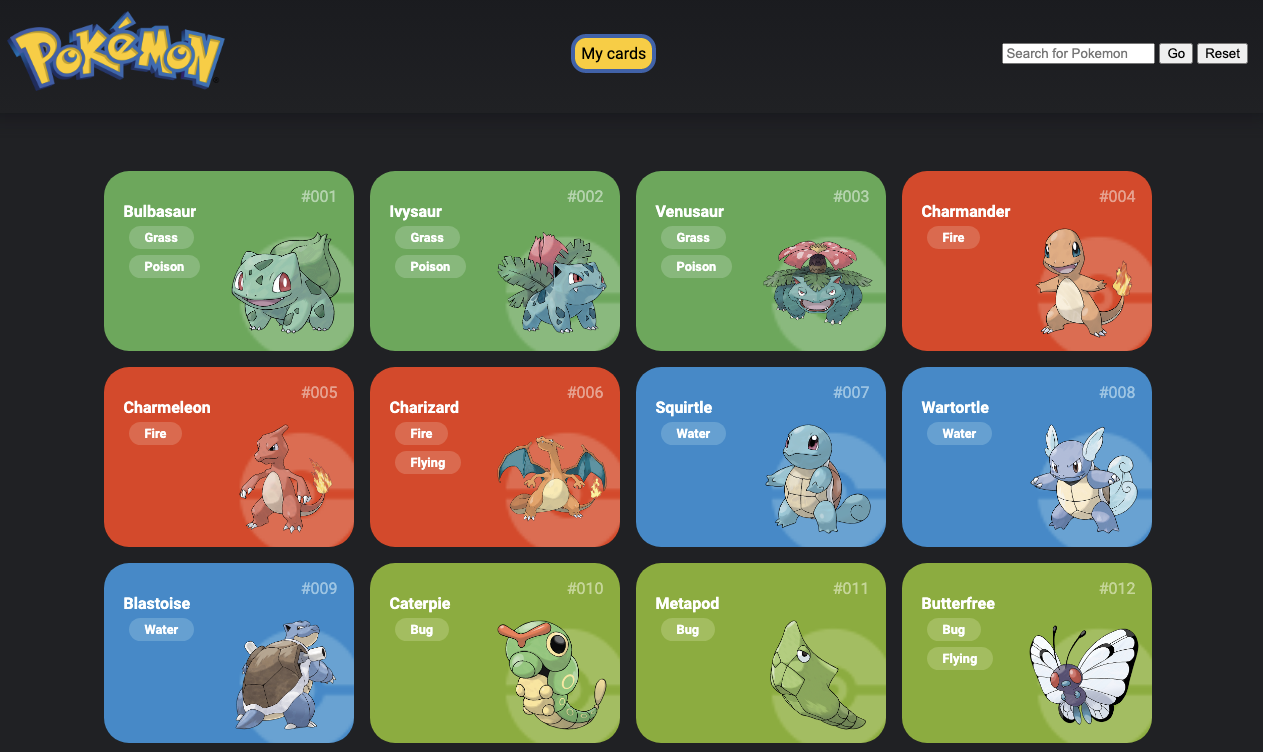 Pokémon
My cards
Search for Pokemon Go Reset
#001
Bulbasaur
Grass
Poison
#002
Ivysaur
Grass
Poison
#003
Venusaur
Grass
Poison
#004
Charmander
Fire
#005
Charmeleon
Fire
#006
Charizard
Fire
Flying
#007
Squirtle
Water
#008
Wartortle
Water
#009
Blastoise
Water
#010
Caterpie
Bug
#011
Metapod
Bug
#012
Butterfree
Bug
Flying